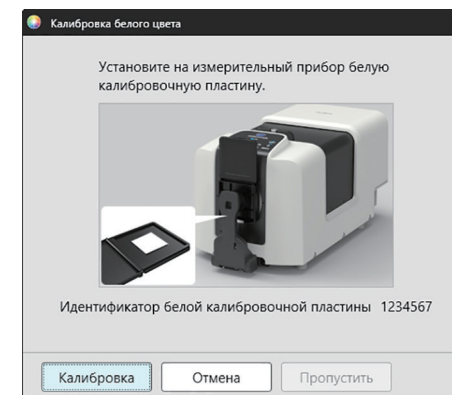 Калибровка белого цвета
Установите на измерительный прибор белую
калибровочную пластину.
Идентификатор белой калибровочной пластины 1234567
Калибровка
Отмена
Пропустить